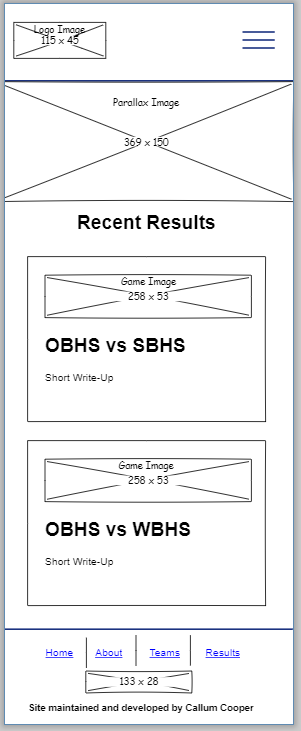 Logo Image
115 x 45
Parallax Image
369 x 150
Recent Results
Game Image
258 x 53
OBHS vs SBHS
Short Write-Up
Game Image
258 x 53
OBHS vs WBHS
Short Write-Up
Home About Teams Results
133 x 28
Site maintained and developed by Callum Cooper